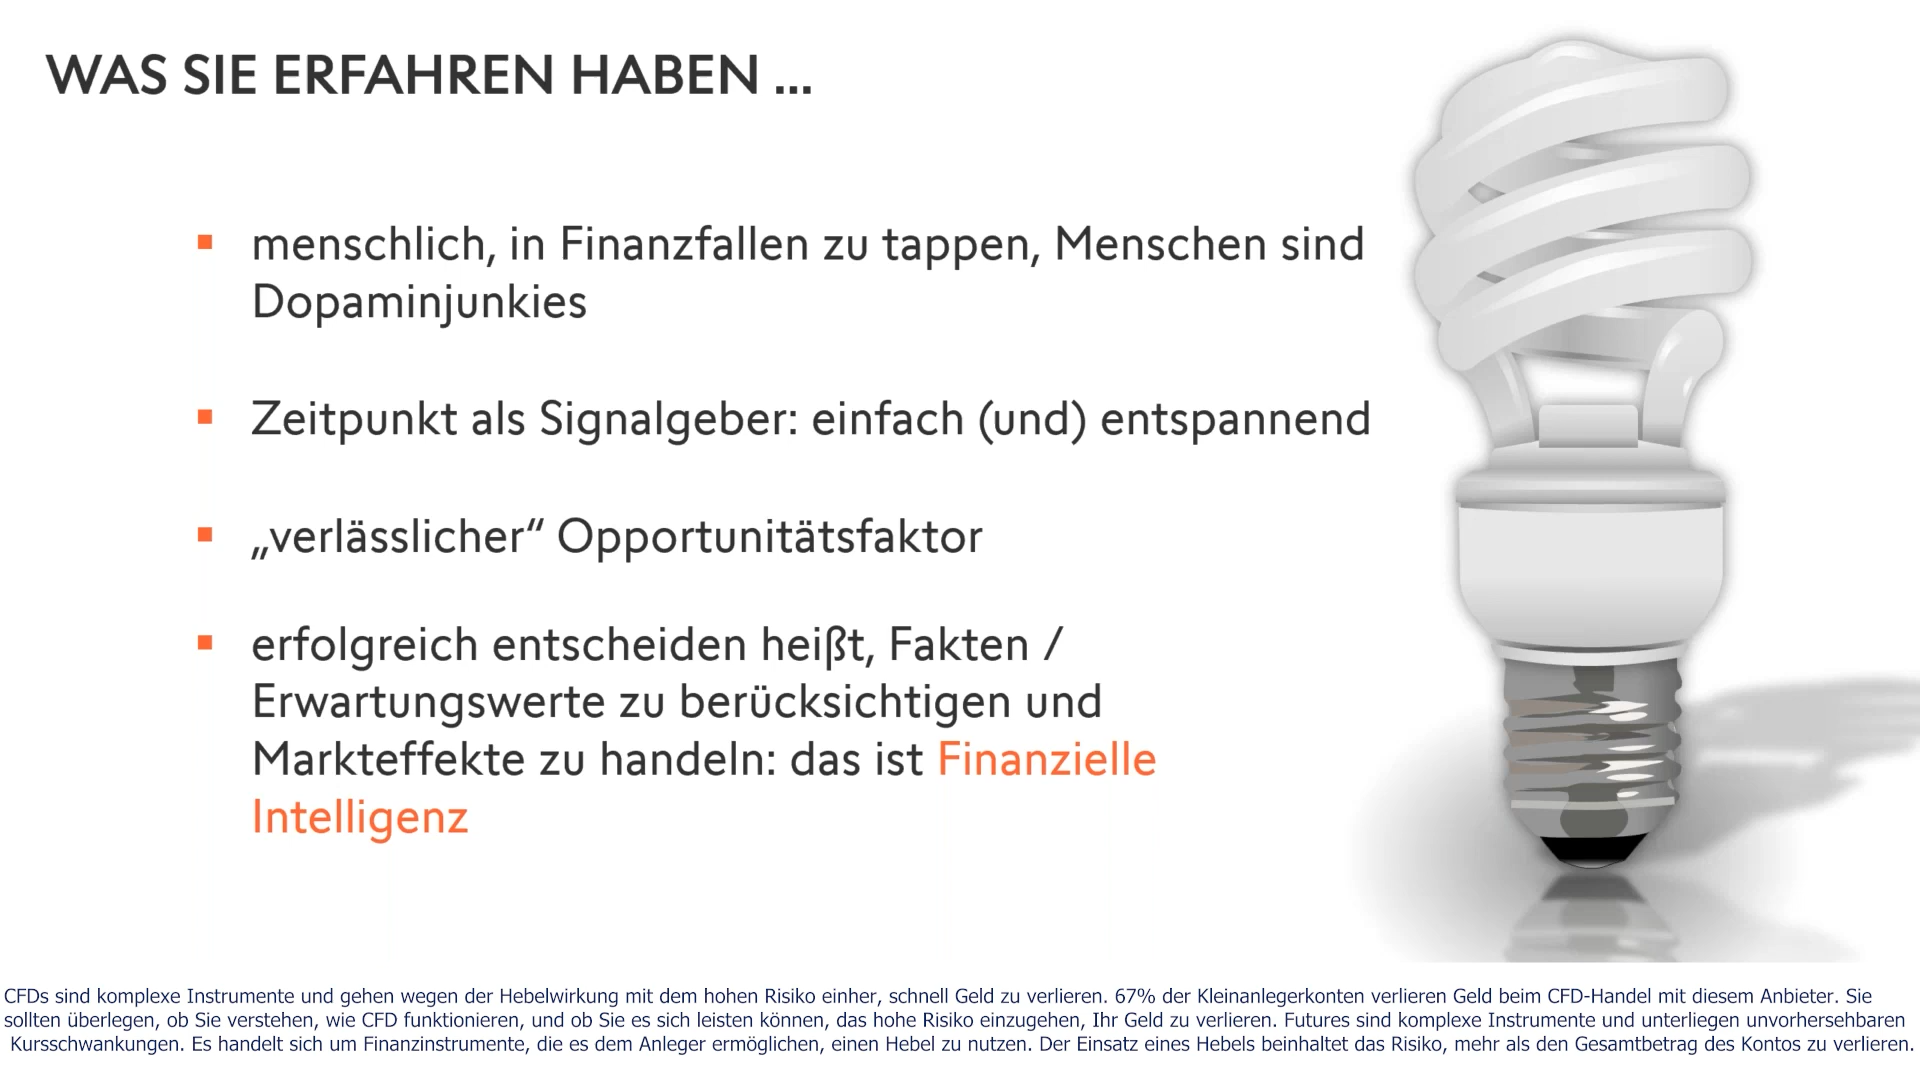 WAS SIE ERFAHREN HABEN ...
▪ menschlich, in Finanzfallen zu tappen, Menschen sind
Dopaminjunkies
▪ Zeitpunkt als Signalgeber: einfach (und) entspannend
▪ „verlässlicher“ Opportunitätsfaktor
▪ erfolgreich entscheiden heißt, Fakten /
Erwartungswerte zu berücksichtigen und
Markteffekte zu handeln: das ist Finanzielle
Intelligenz
CFDs sind komplexe Instrumente und gehen wegen der Hebelwirkung mit dem hohen Risiko einher, schnell Geld zu verlieren. 67% der Kleinanlegerkonten verlieren Geld beim CFD-Handel mit diesem Anbieter. Sie
sollten überlegen, ob Sie verstehen, wie CFD funktionieren, und ob Sie es sich leisten können, das hohe Risiko einzugehen, Ihr Geld zu verlieren. Futures sind komplexe Instrumente und unterliegen unvorhersehbaren
Kursschwankungen. Es handelt sich um Finanzinstrumente, die es dem Anleger ermöglichen, einen Hebel zu nutzen. Der Einsatz eines Hebels beinhaltet das Risiko, mehr als den Gesamtbetrag des Kontos zu verlieren.